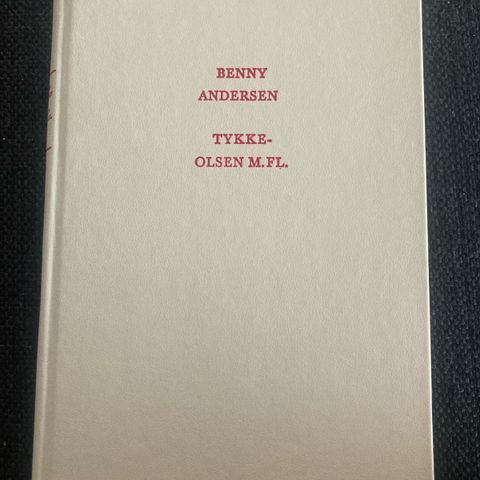 BENNY
ANDERSEN
TYKKE-
OLSEN M.FL.